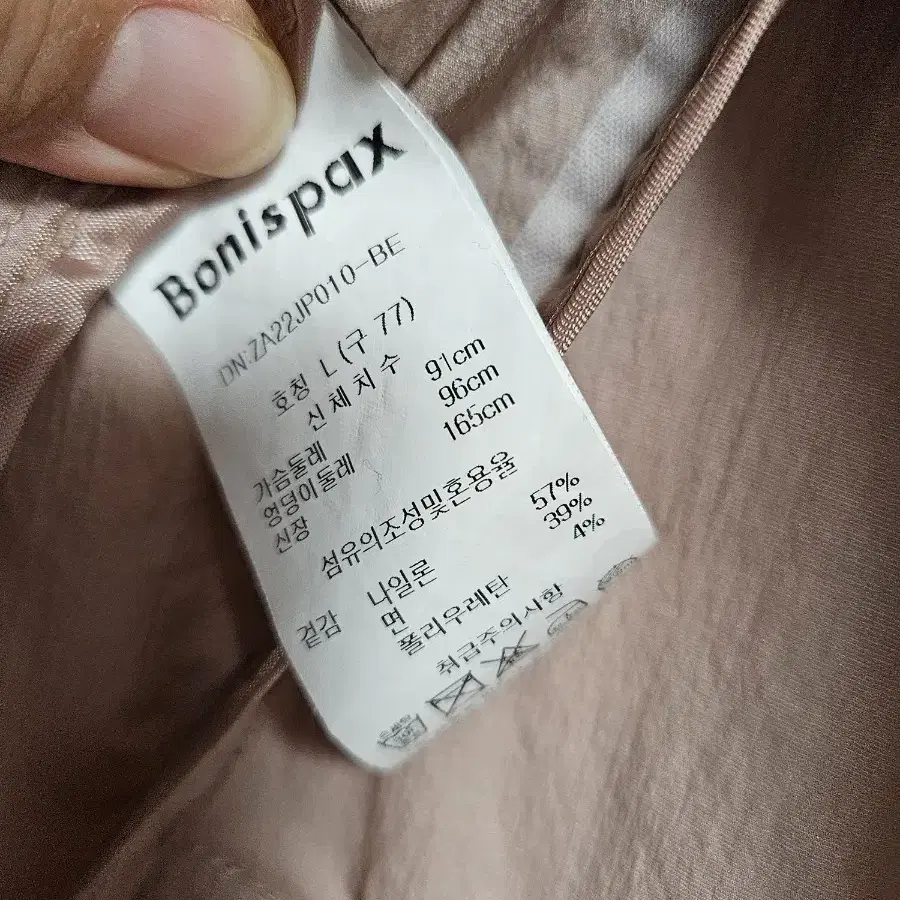 Bonispax
DN:ZA22JP010-BE
호칭 L(구 77)
신체치수
가슴둘레 91cm
엉덩이둘레 96cm
신장 165cm
섬유의조성및혼용율
겉감 나일론 57%
면 39%
폴리우레탄 4%
취급주의사항